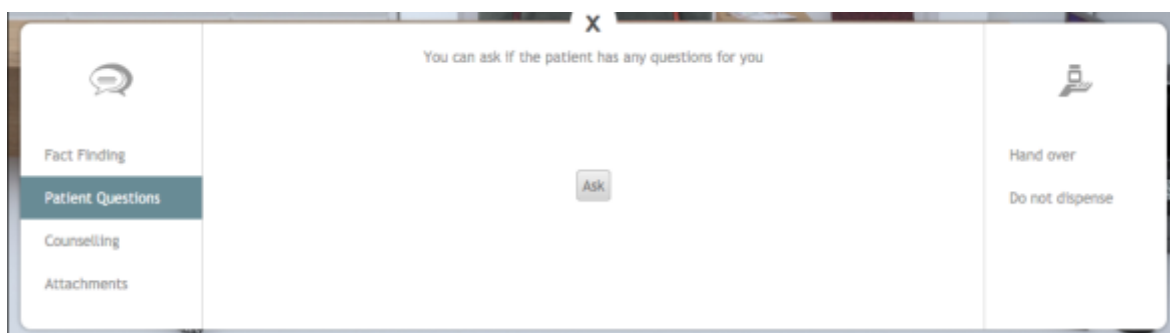 X
You can ask if the patient has any questions for you
Fact Finding
Patient Questions
Counselling
Attachments
Ask
Hand over
Do not dispense